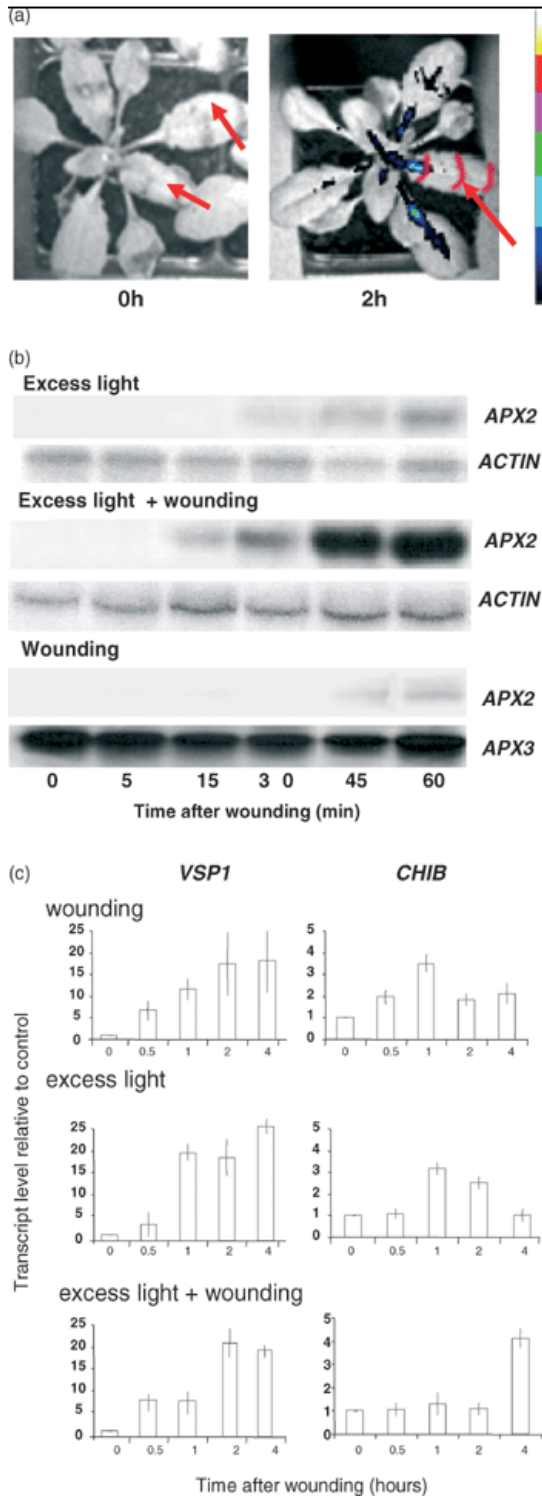 (a)
0h 2h
(b)
Excess light
APX2
ACTIN
Excess light + wounding
APX2
ACTIN
Wounding
APX2
APX3
0 5 15 3 0 45 60
Time after wounding (min)
(c)
VSP1 CHIB
wounding
25
20
15
10
5
0
0 0.5 1 2 4
5
4
3
2
1
0
0 0.5 1 2 4
excess light
25
20
15
10
5
0
0 0.5 1 2 4
5
4
3
2
1
0
0 0.5 1 2 4
excess light + wounding
25
20
15
10
5
0
0 0.5 1 2 4
5
4
3
2
1
0
0 0.5 1 2 4
Transcript level relative to control
Time after wounding (hours)